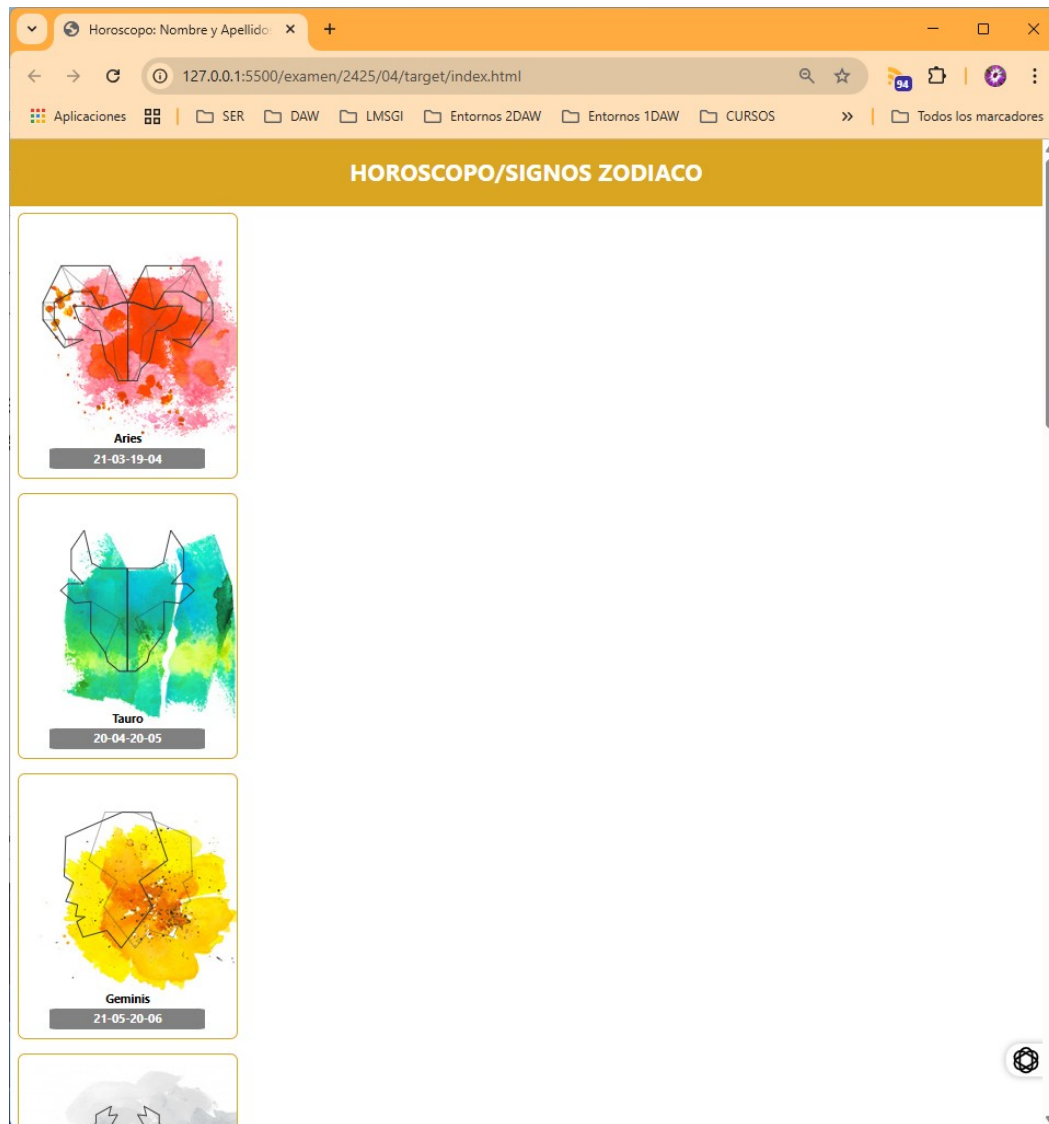 Horoscopo: Nombre y Apellido
127.0.0.1:5500/examen/2425/04/target/index.html
94
Aplicaciones SER DAW LMSGI Entornos 2DAW Entornos 1DAW CURSOS » Todos los marcadores
HOROSCOPO/SIGNOS ZODIACO
Aries
21-03-19-04
Tauro
20-04-20-05
Geminis
21-05-20-06